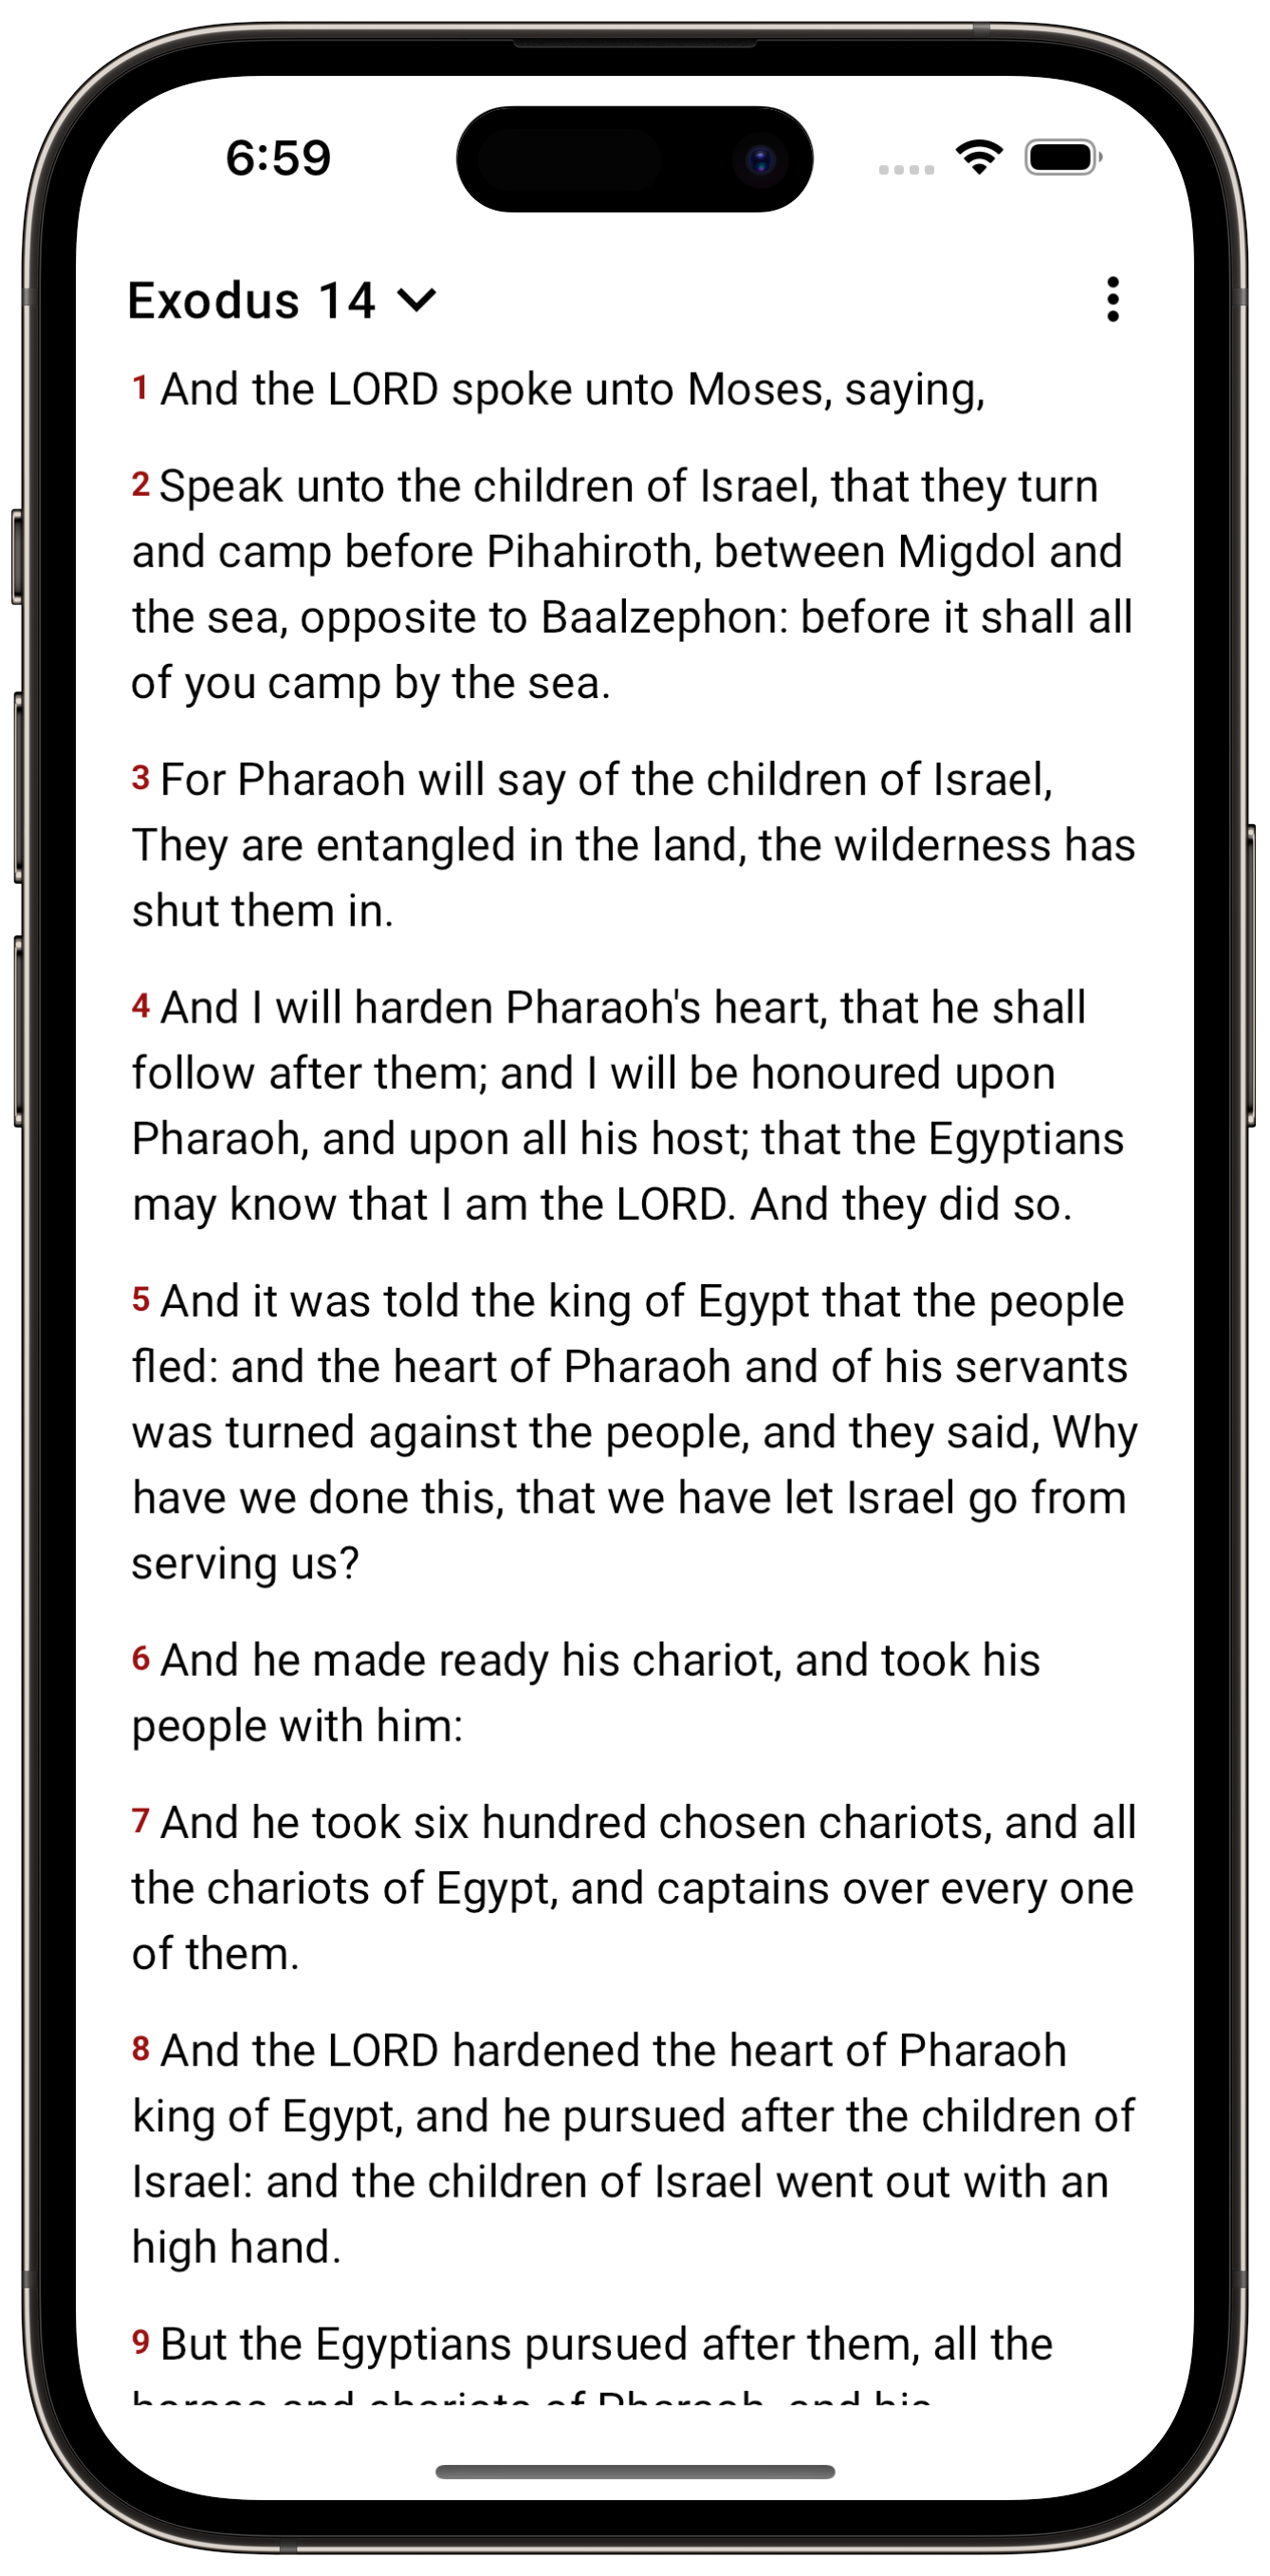 6:59
Exodus 14
1 And the LORD spoke unto Moses, saying,
2 Speak unto the children of Israel, that they turn
and camp before Pihahiroth, between Migdol and
the sea, opposite to Baalzephon: before it shall all
of you camp by the sea.
3 For Pharaoh will say of the children of Israel,
They are entangled in the land, the wilderness has
shut them in.
4 And I will harden Pharaoh's heart, that he shall
follow after them; and I will be honoured upon
Pharaoh, and upon all his host; that the Egyptians
may know that I am the LORD. And they did so.
5 And it was told the king of Egypt that the people
fled: and the heart of Pharaoh and of his servants
was turned against the people, and they said, Why
have we done this, that we have let Israel go from
serving us?
6 And he made ready his chariot, and took his
people with him:
7 And he took six hundred chosen chariots, and all
the chariots of Egypt, and captains over every one
of them.
8 And the LORD hardened the heart of Pharaoh
king of Egypt, and he pursued after the children of
Israel: and the children of Israel went out with an
high hand.
9 But the Egyptians pursued after them, all the
horses and chariots of Pharaoh, and his